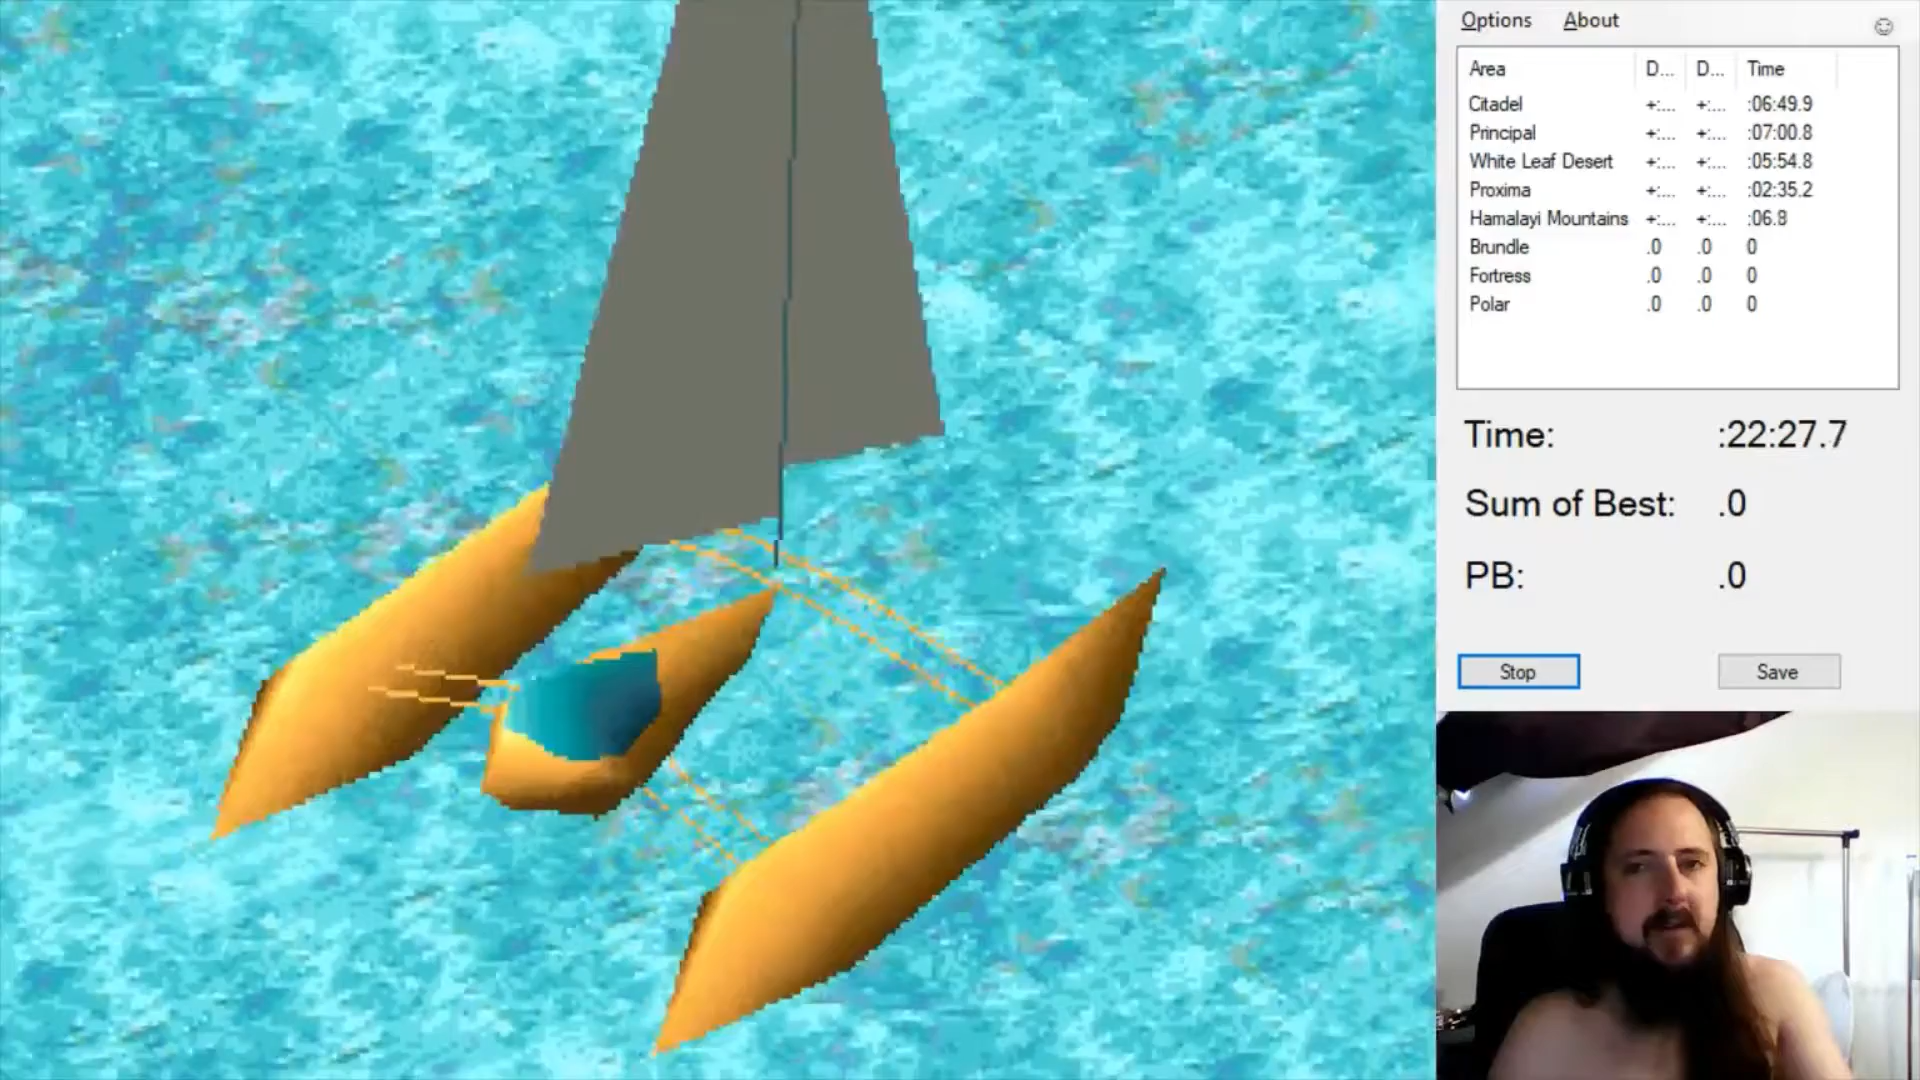 Options About
Area D... D... Time
Citadel +:... +:... :06:49.9
Principal +:... +:... :07:00.8
White Leaf Desert +:... +:... :05:54.8
Proxima +:... +:... :02:35.2
Hamalayi Mountains +:... +:... :06.8
Brundle .0 .0 0
Fortress .0 .0 0
Polar .0 .0 0
Time: :22:27.7
Sum of Best: .0
PB: .0
Stop Save